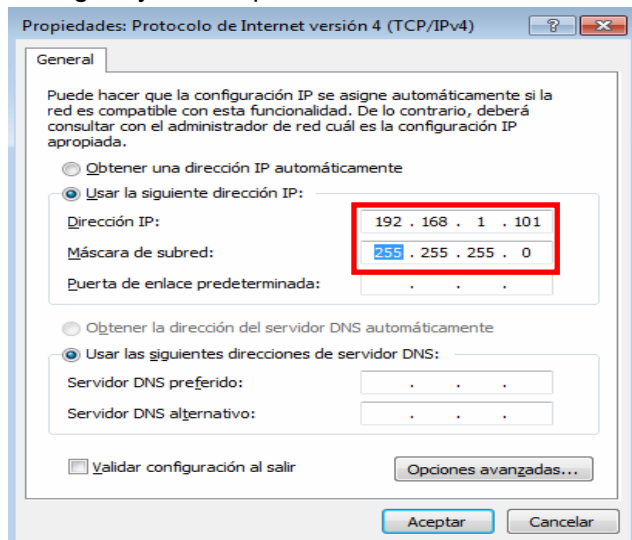 Propiedades: Protocolo de Internet versión 4 (TCP/IPv4)
General
Puede hacer que la configuración IP se asigne automáticamente si la
red es compatible con esta funcionalidad. De lo contrario, deberá
consultar con el administrador de red cuál es la configuración IP
apropiada.
Obtener una dirección IP automáticamente
Usar la siguiente dirección IP:
Dirección IP: 192 . 168 . 1 . 101
Máscara de subred: 255 . 255 . 255 . 0
Puerta de enlace predeterminada: . . .
Obtener la dirección del servidor DNS automáticamente
Usar las siguientes direcciones de servidor DNS:
Servidor DNS preferido: . . .
Servidor DNS alternativo: . . .
Validar configuración al salir
Opciones avanzadas...
Aceptar Cancelar